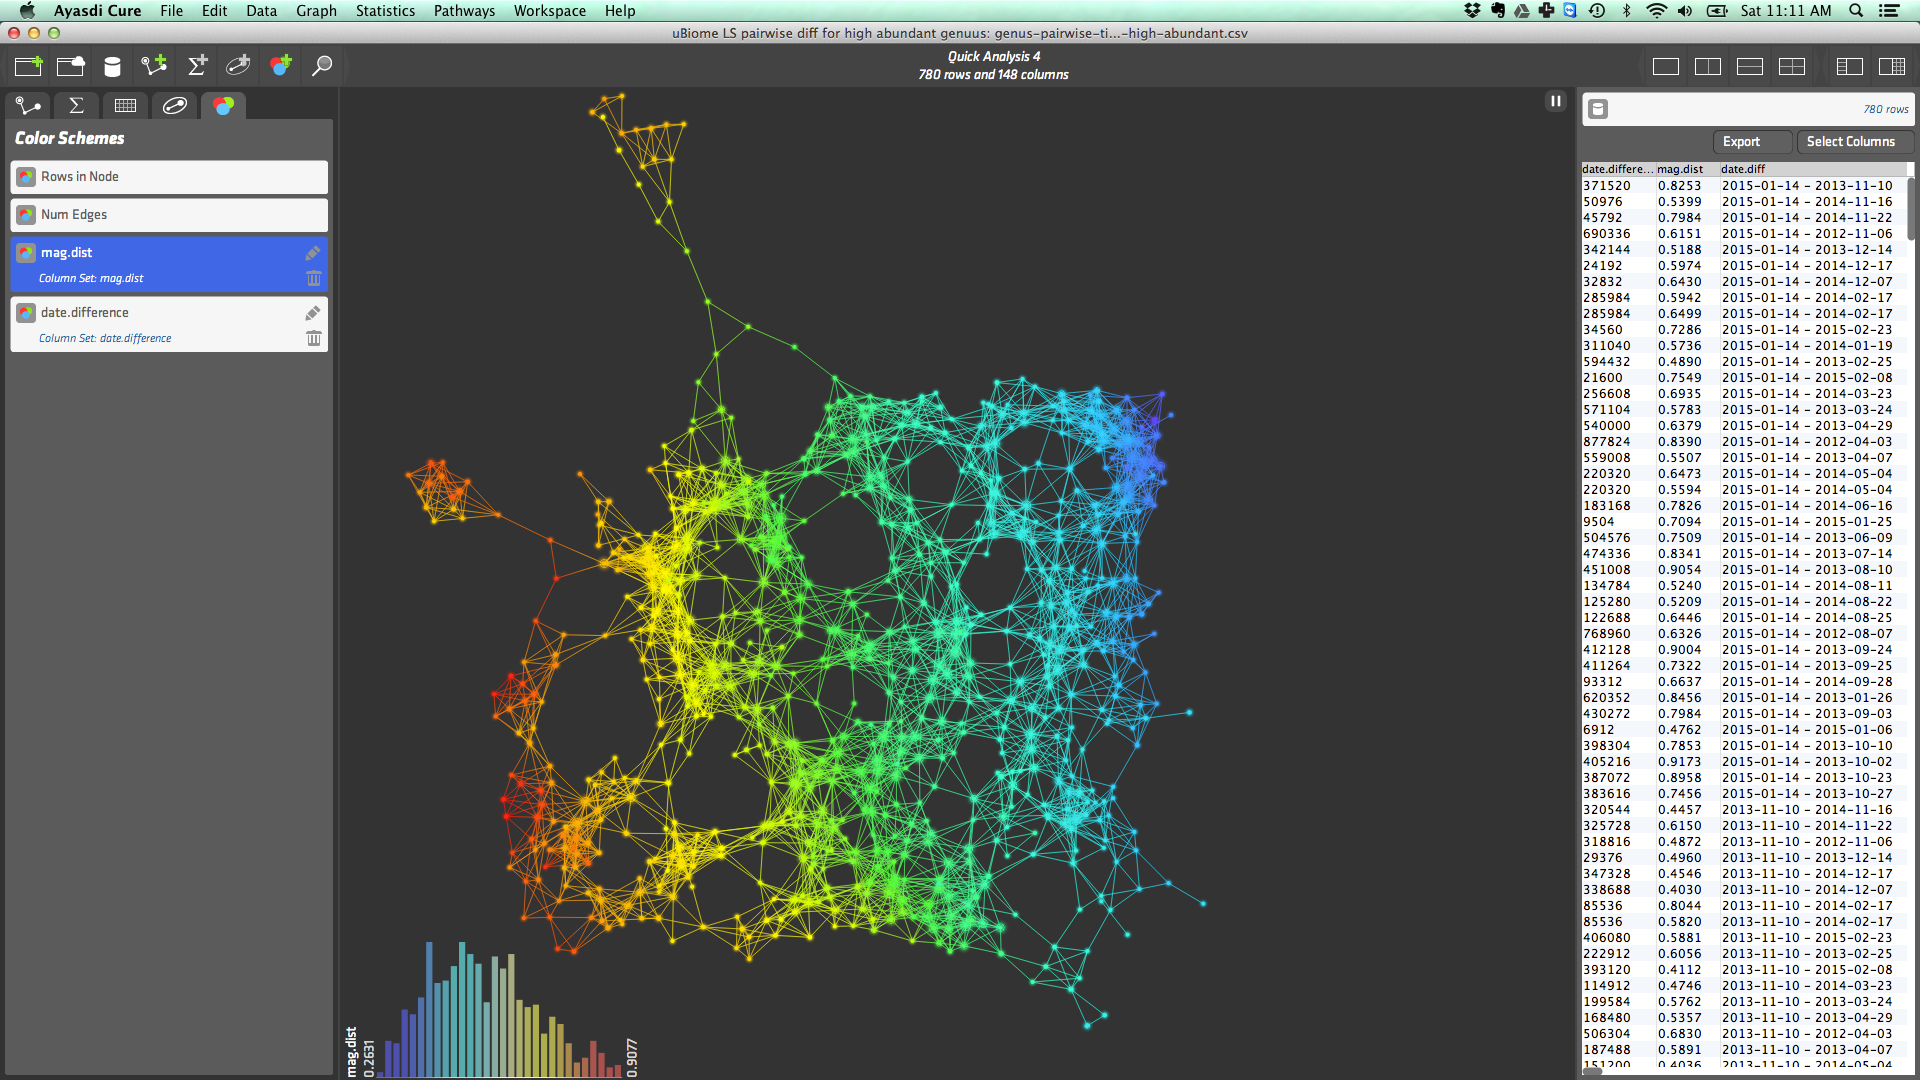 Ayasdi Cure File Edit Data Graph Statistics Pathways Workspace Help Sat 11:11 AM
uBiome LS pairwise diff for high abundant genuus: genus-pairwise-ti...-high-abundant.csv
Quick Analysis 4
780 rows and 148 columns
Color Schemes
Rows in Node
Num Edges
mag.dist
Column Set: mag.dist
date.difference
Column Set: date.difference
mag.dist
0.2631
0.9077
780 rows
Export Select Columns
date.differe... mag.dist date.diff
371520 0.8253 2015-01-14 - 2013-11-10
50976 0.5399 2015-01-14 - 2014-11-16
45792 0.7984 2015-01-14 - 2014-11-22
690336 0.6151 2015-01-14 - 2012-11-06
342144 0.5188 2015-01-14 - 2013-12-14
24192 0.5974 2015-01-14 - 2014-12-17
32832 0.6430 2015-01-14 - 2014-12-07
285984 0.5942 2015-01-14 - 2014-02-17
285984 0.6499 2015-01-14 - 2014-02-17
34560 0.7286 2015-01-14 - 2015-02-23
311040 0.5736 2015-01-14 - 2014-01-19
594432 0.4890 2015-01-14 - 2013-02-25
21600 0.7549 2015-01-14 - 2015-02-08
256608 0.6935 2015-01-14 - 2014-03-23
571104 0.5783 2015-01-14 - 2013-03-24
540000 0.6379 2015-01-14 - 2013-04-29
877824 0.8390 2015-01-14 - 2012-04-03
559008 0.5507 2015-01-14 - 2013-04-07
220320 0.6473 2015-01-14 - 2014-05-04
220320 0.5594 2015-01-14 - 2014-05-04
183168 0.7826 2015-01-14 - 2014-06-16
9504 0.7094 2015-01-14 - 2015-01-25
504576 0.7509 2015-01-14 - 2013-06-09
474336 0.8341 2015-01-14 - 2013-07-14
451008 0.9054 2015-01-14 - 2013-08-10
134784 0.5240 2015-01-14 - 2014-08-11
125280 0.5209 2015-01-14 - 2014-08-22
122688 0.6446 2015-01-14 - 2014-08-25
768960 0.6326 2015-01-14 - 2012-08-07
412128 0.9004 2015-01-14 - 2013-09-24
411264 0.7322 2015-01-14 - 2013-09-25
93312 0.6637 2015-01-14 - 2014-09-28
620352 0.8456 2015-01-14 - 2013-01-26
430272 0.7984 2015-01-14 - 2013-09-03
6912 0.4762 2015-01-14 - 2015-01-06
398304 0.7853 2015-01-14 - 2013-10-10
405216 0.9173 2015-01-14 - 2013-10-02
387072 0.8958 2015-01-14 - 2013-10-23
383616 0.7456 2015-01-14 - 2013-10-27
320544 0.4457 2013-11-10 - 2014-11-16
325728 0.6150 2013-11-10 - 2014-11-22
318816 0.4872 2013-11-10 - 2012-11-06
29376 0.4960 2013-11-10 - 2013-12-14
347328 0.4546 2013-11-10 - 2014-12-17
338688 0.4030 2013-11-10 - 2014-12-07
85536 0.8044 2013-11-10 - 2014-02-17
85536 0.5820 2013-11-10 - 2014-02-17
406080 0.5881 2013-11-10 - 2015-02-23
222912 0.6056 2013-11-10 - 2013-02-25
393120 0.4112 2013-11-10 - 2015-02-08
114912 0.4746 2013-11-10 - 2014-03-23
199584 0.5762 2013-11-10 - 2013-03-24
168480 0.5357 2013-11-10 - 2013-04-29
506304 0.6830 2013-11-10 - 2012-04-03
187488 0.5891 2013-11-10 - 2013-04-07
151200 0.4036 2013-11-10 - 2014-05-04